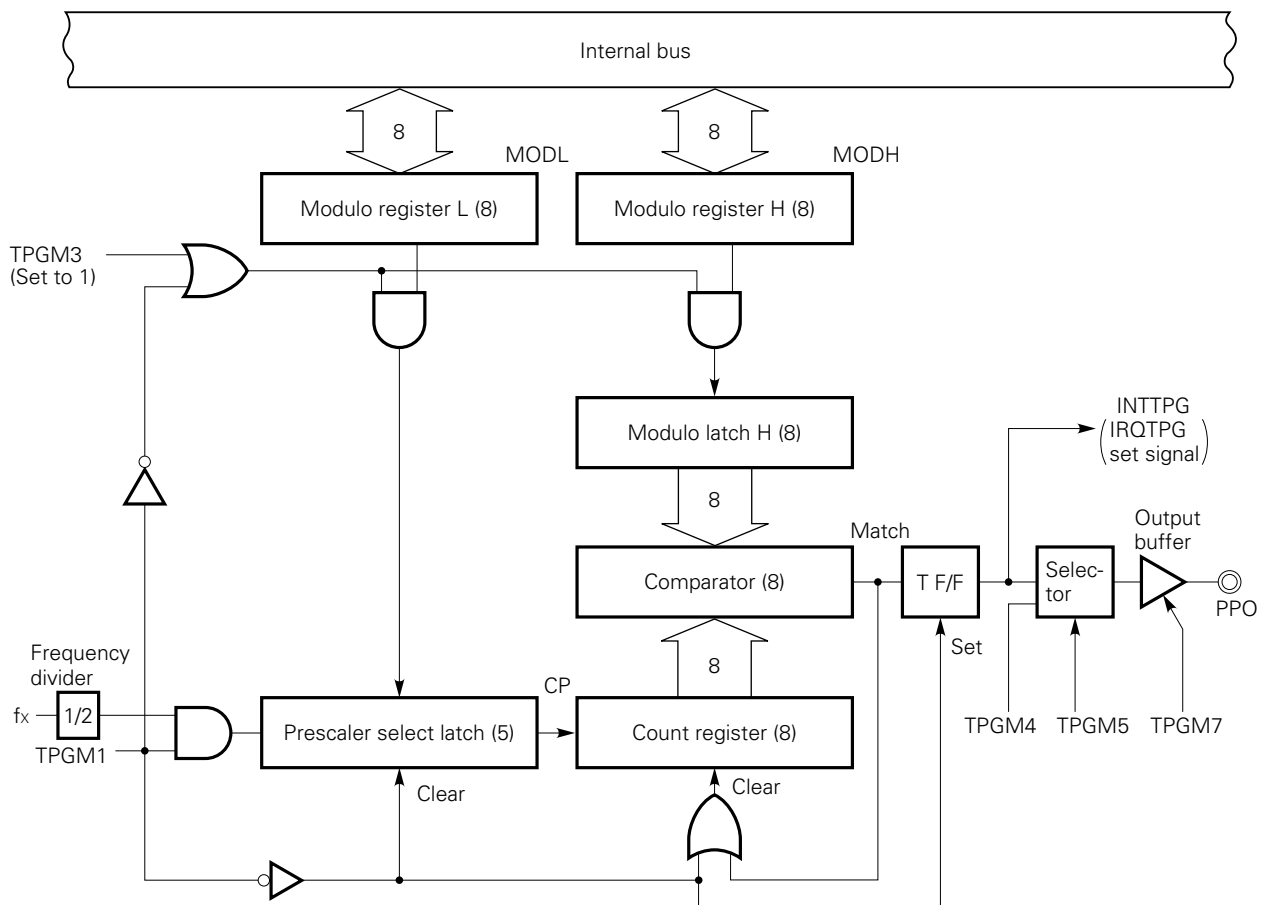 Internal bus
8
8
MODL
MODH
Modulo register L (8)
Modulo register H (8)
TPGM3
(Set to 1)
Modulo latch H (8)
INTTPG
IRQTPG
set signal
8
Match
Output
buffer
Comparator (8)
T F/F
Selec-
tor
PPO
Set
8
Frequency
divider
CP
fX
1/2
Prescaler select latch (5)
Count register (8)
TPGM4
TPGM5
TPGM7
TPGM1
Clear
Clear